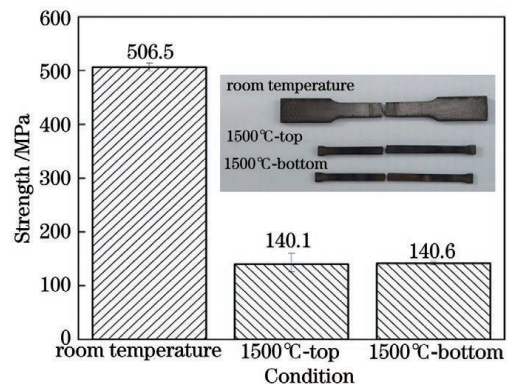 600
500
400
300
200
100
0
Strength /MPa
506.5
140.1
140.6
room temperature
1500℃-top
1500℃-bottom
room temperature
1500℃-top
1500℃-bottom
Condition